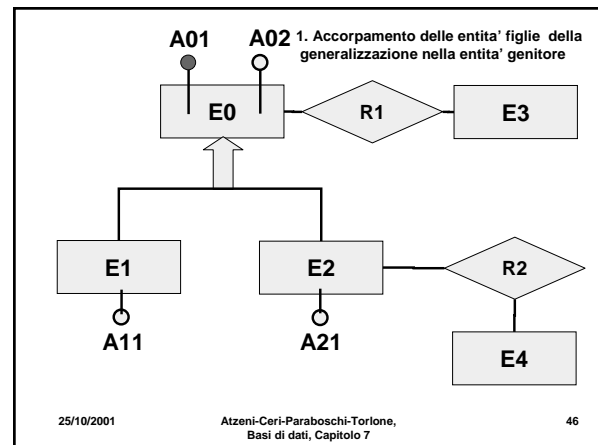 A01
A02
1. Accorpamento delle entita' figlie della
generalizzazione nella entita' genitore
E0
R1
E3
E1
E2
R2
A11
A21
E4
25/10/2001
Atzeni-Ceri-Paraboschi-Torlone,
Basi di dati, Capitolo 7
46